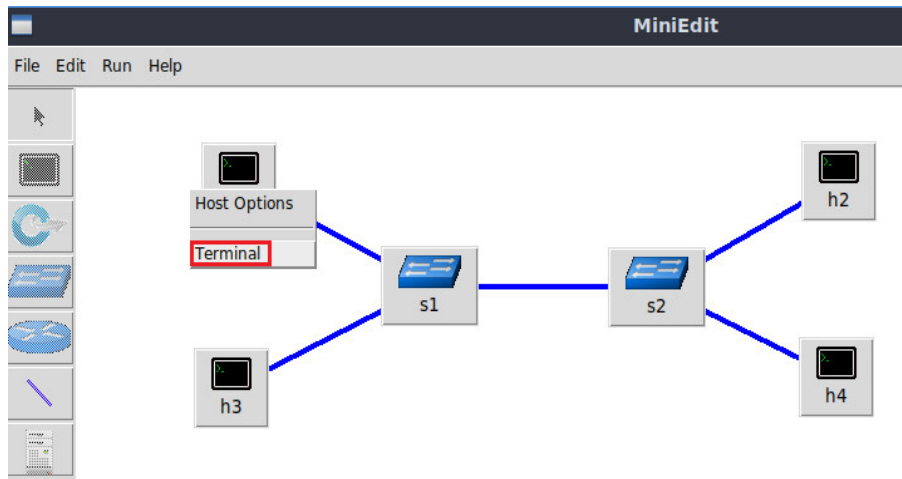 MiniEdit
File Edit Run Help
Host Options
Terminal
h2
s1
s2
h3
h4